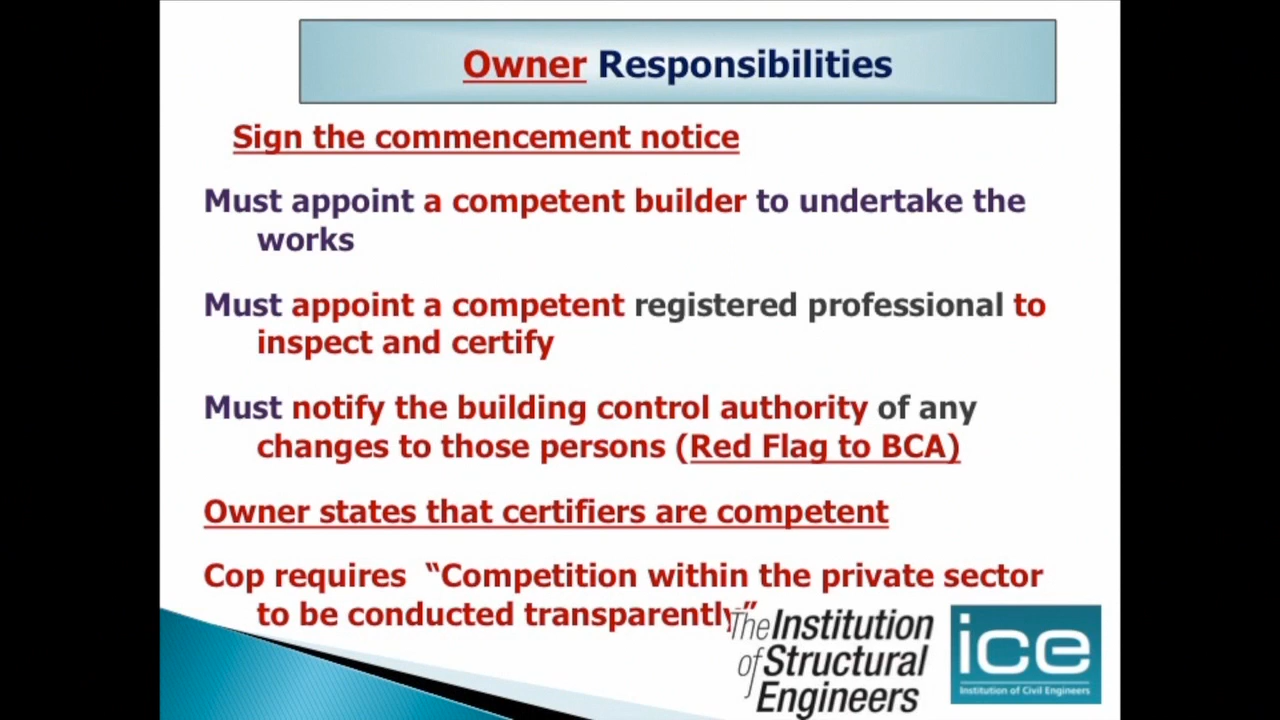 Owner Responsibilities
Sign the commencement notice
Must appoint a competent builder to undertake the
works
Must appoint a competent registered professional to
inspect and certify
Must notify the building control authority of any
changes to those persons (Red Flag to BCA)
Owner states that certifiers are competent
Cop requires “Competition within the private sector
to be conducted transparently”
The Institution
of Structural
Engineers
ice
Institution of Civil Engineers